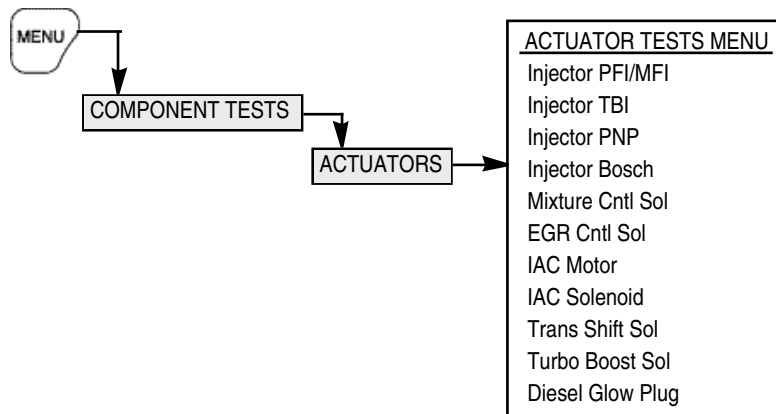 MENU
COMPONENT TESTS
ACTUATORS
ACTUATOR TESTS MENU
Injector PFI/MFI
Injector TBI
Injector PNP
Injector Bosch
Mixture Cntl Sol
EGR Cntl Sol
IAC Motor
IAC Solenoid
Trans Shift Sol
Turbo Boost Sol
Diesel Glow Plug